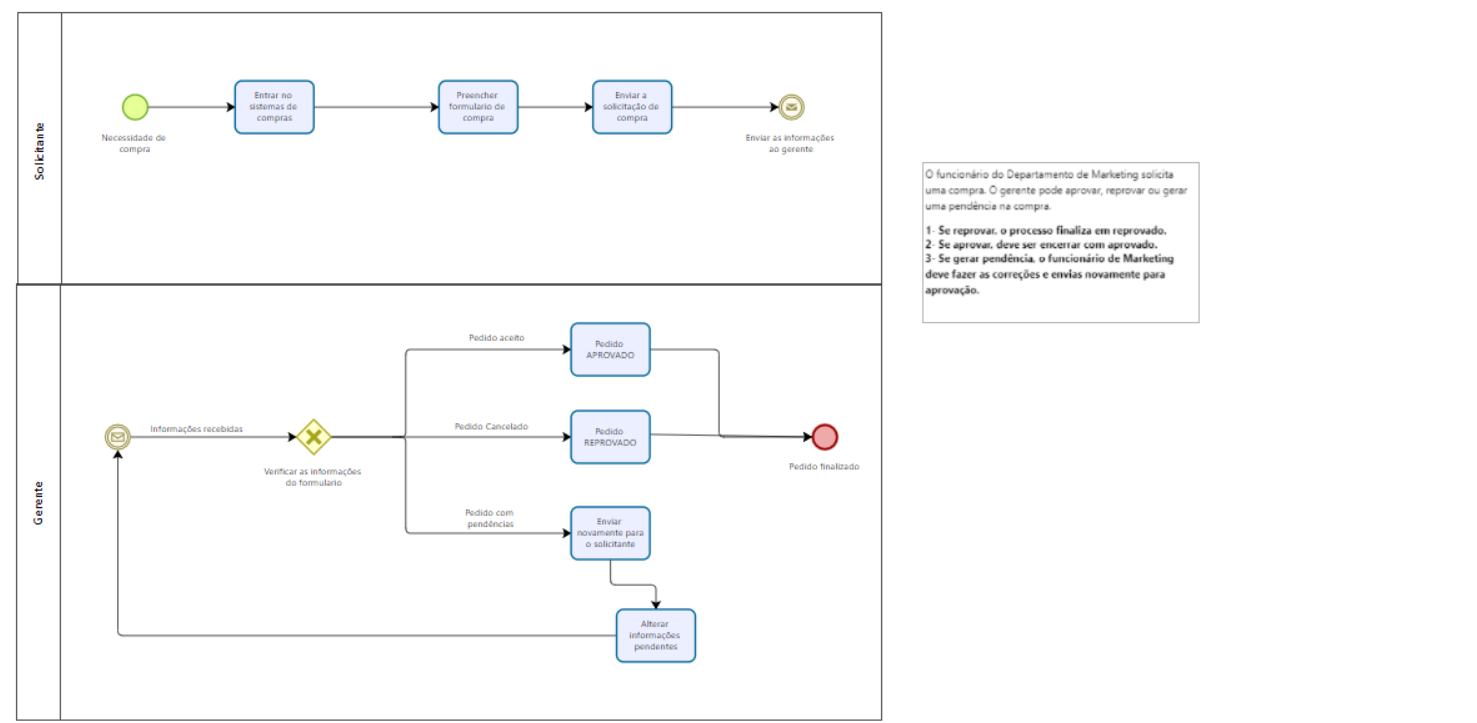 Solicitante
Necessidade de
compra
Entrar no
sistemas de
compras
Preencher
formulario de
compra
Enviar a
solicitação de
compra
Enviar as informações
ao gerente
O funcionário do Departamento de Marketing solicita
uma compra. O gerente pode aprovar, reprovar ou gerar
uma pendência na compra.
1- Se reprovar, o processo finaliza em reprovado.
2- Se aprovar, deve ser encerrar com aprovado.
3- Se gerar pendência, o funcionário de Marketing
deve fazer as correções e envias novamente para
aprovação.
Gerente
Informações recebidas
Verificar as informações
do formulario
Pedido aceito
Pedido
APROVADO
Pedido Cancelado
Pedido
REPROVADO
Pedido finalizado
Pedido com
pendências
Enviar
novamente para
o solicitante
Alterar
informações
pendentes